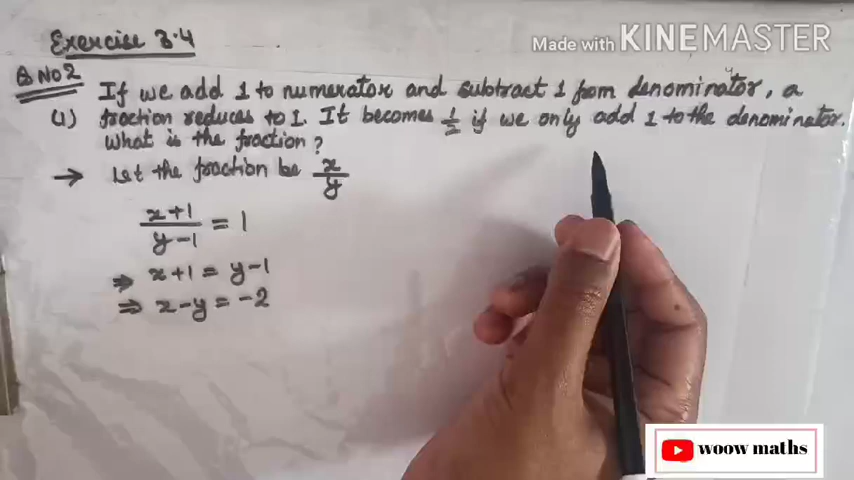 Made with KINEMASTER
Exercise 3.4
Q No 2
If we add 1 to numerator and subtract 1 from denominator, a
(1) fraction reduces to 1. It becomes 1/2 if we only add 1 to the denominator.
What is the fraction?
→ Let the fraction be x/y
x+1/y-1 = 1
⇒ x+1 = y-1
⇒ x-y = -2
woow maths